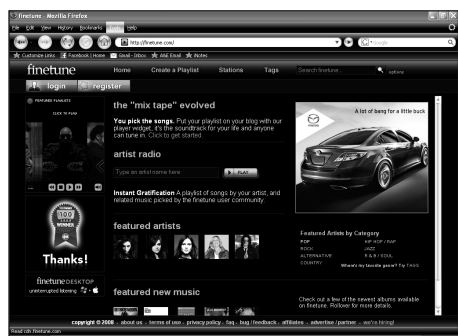 finetune - Mozilla Firefox
File Edit View History Bookmarks Tools Help
http://finetune.com/
Google
Customize Links Facebook | Home Gmail - Inbox A&E Email iNotes
finetune Home Create a Playlist Stations Tags Search finetune... options
login register
FEATURED PLAYLISTS
CLICK TO PLAY
the "mix tape" evolved
You pick the songs. Put your playlist on your blog with our
player widget, it's the soundtrack for your life and anyone
can tune in. Click to get started.
artist radio
Type an artist name here PLAY
Instant Gratification A playlist of songs by your artist, and
related music picked by the finetune user community.
featured artists
featured new music
100
WINNER
Thanks!
finetune DESKTOP
uninterrupted listening
A lot of bang for a little buck
Featured Artists by Category
POP HIP HOP / RAP
ROCK JAZZ
ALTERNATIVE R & B / SOUL
COUNTRY Where's my favorite genre? Try TAGS
Check out a few of the newest albums available
on finetune. Rollover for more details.
copyright © 2008 - about us - terms of use - privacy policy - faq - bug / feedback - affiliates - advertise / partner - we're hiring!
Read cdn.finetune.com